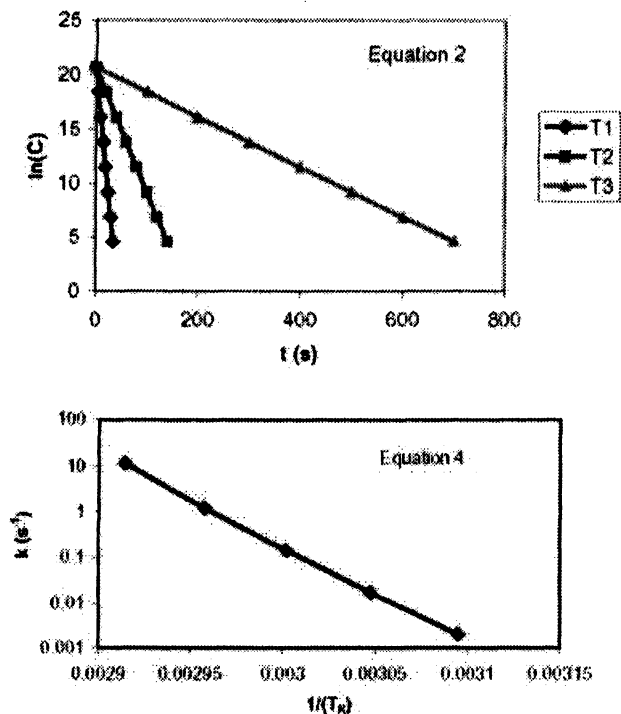 25
20
15
10
5
0
ln(C)
Equation 2
0 200 400 600 800
t (s)
T1
T2
T3
100
10
1
0.1
0.01
0.001
k (s⁻¹)
Equation 4
0.0029 0.00295 0.003 0.00305 0.0031 0.00315
1/(T_K)